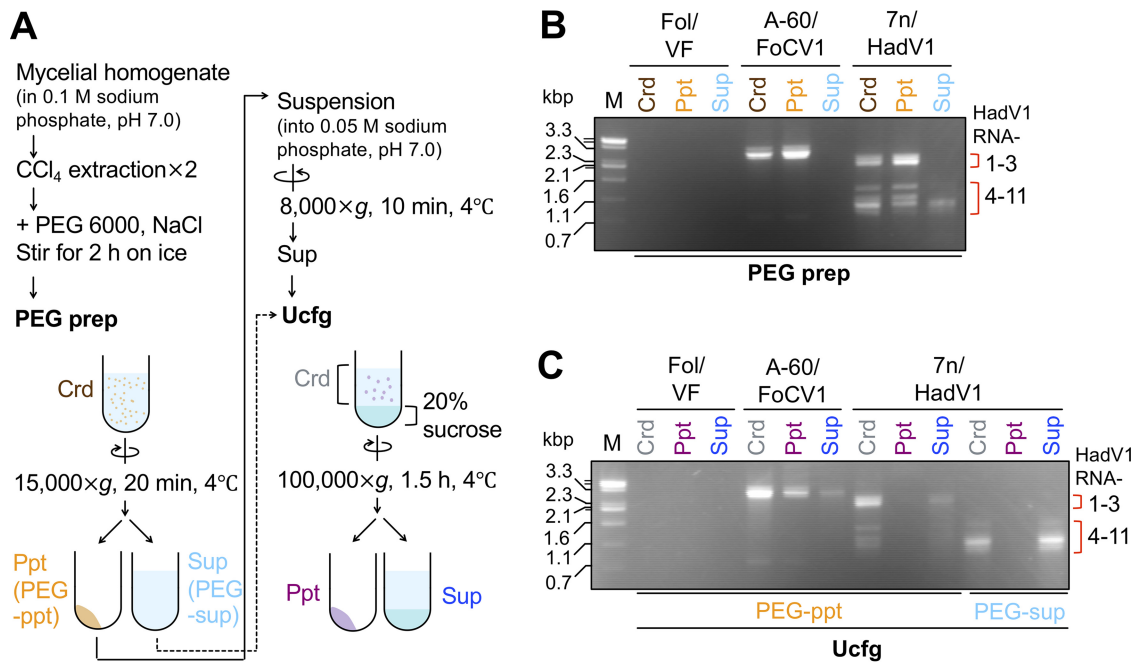 A
Mycelial homogenate
(in 0.1 M sodium
phosphate, pH 7.0)
CCl4 extraction×2
+ PEG 6000, NaCl
Stir for 2 h on ice
PEG prep
Crd
15,000×g, 20 min, 4℃
Ppt
(PEG
-ppt)
Sup
(PEG
-sup)
Suspension
(into 0.05 M sodium
phosphate, pH 7.0)
8,000×g, 10 min, 4℃
Sup
Ucfg
Crd
20%
sucrose
100,000×g, 1.5 h, 4℃
Ppt
Sup
B
Fol/
VF
A-60/
FoCV1
7n/
HadV1
kbp
M
Crd
Ppt
Sup
Crd
Ppt
Sup
Crd
Ppt
Sup
HadV1
RNA-
3.3
2.3
2.1
1.6
1.1
0.7
1-3
4-11
PEG prep
C
Fol/
VF
A-60/
FoCV1
7n/
HadV1
kbp
M
Crd
Ppt
Sup
Crd
Ppt
Sup
Crd
Ppt
Sup
Crd
Ppt
Sup
HadV1
RNA-
3.3
2.3
2.1
1.6
1.1
0.7
1-3
4-11
PEG-ppt
PEG-sup
Ucfg